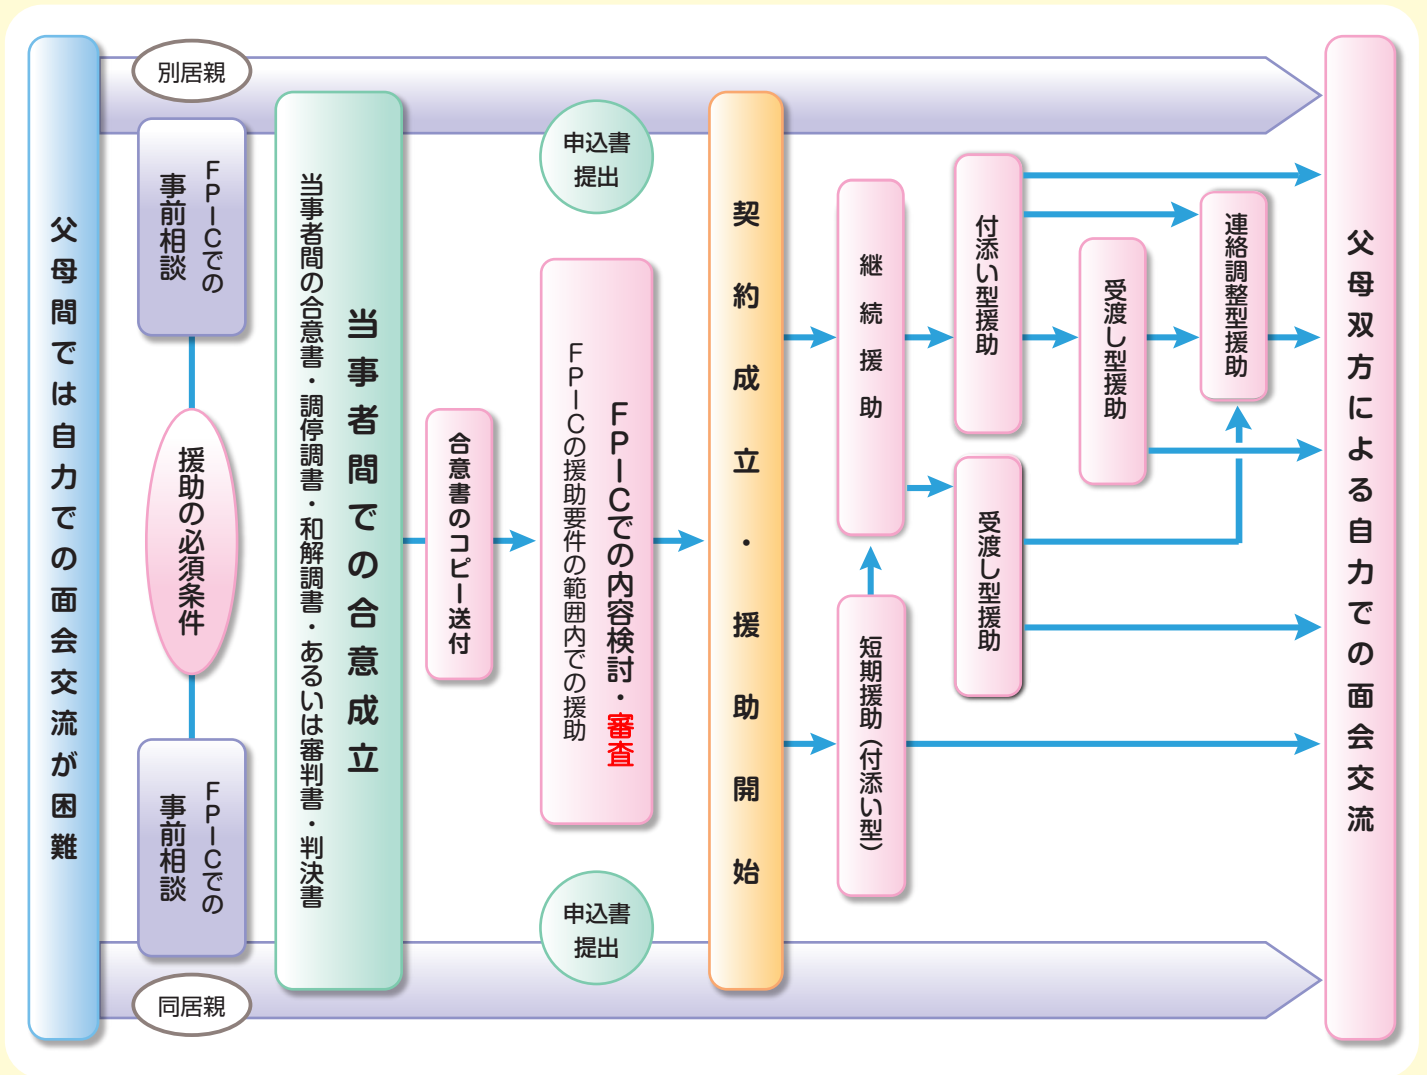 父母間では自力での面会交流が困難
別居親
FPICでの
事前相談
援助の必須条件
FPICでの
事前相談
同居親
当事者間での合意成立
当事者間の合意書・調停調書・和解調書・あるいは審判書・判決書
合意書のコピー送付
申込書
提出
FPICでの内容検討・審査
FPICの援助要件の範囲内での援助
申込書
提出
契約成立・援助開始
継続援助
短期援助(付添い型)
付添い型援助
受渡し型援助
受渡し型援助
連絡調整型援助
父母双方による自力での面会交流